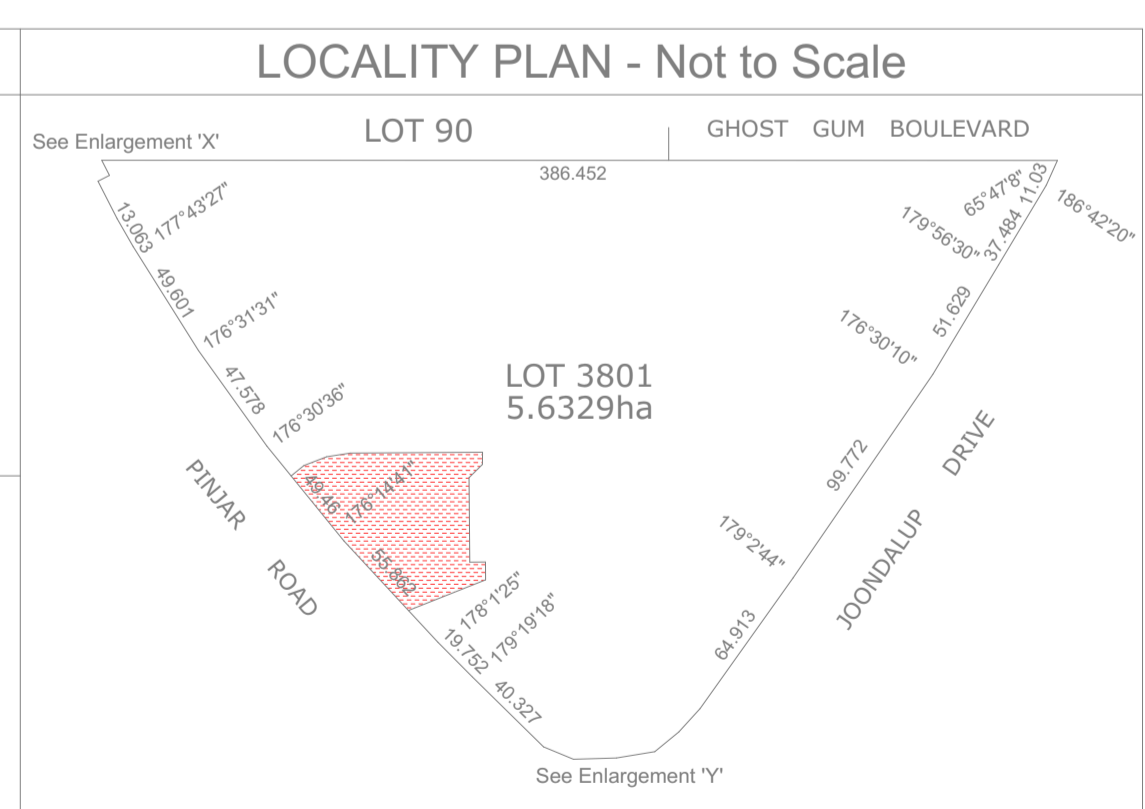 LOCALITY PLAN - Not to Scale
See Enlargement 'X'
LOT 90
GHOST GUM BOULEVARD
386.452
13.063
177°43'27"
49.601
176°31'31"
47.578
176°30'36"
49.46
176°14'41"
55.862
178°1'25"
19.752
179°19'18"
40.327
PINJAR ROAD
LOT 3801
5.6329ha
65°47'8"
11.03
186°42'20"
179°56'30"
37.484
51.629
176°30'10"
99.772
179°2'44"
64.913
JOONDALUP DRIVE
See Enlargement 'Y'